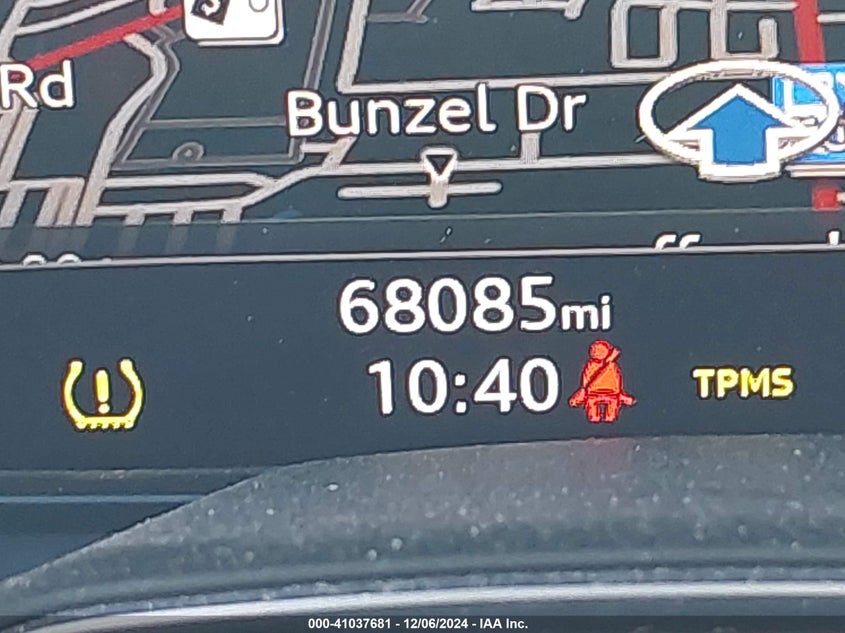 Rd
Bunzel Dr
68085mi
10:40
TPMS
000-41037681 - 12/06/2024 - IAA Inc.